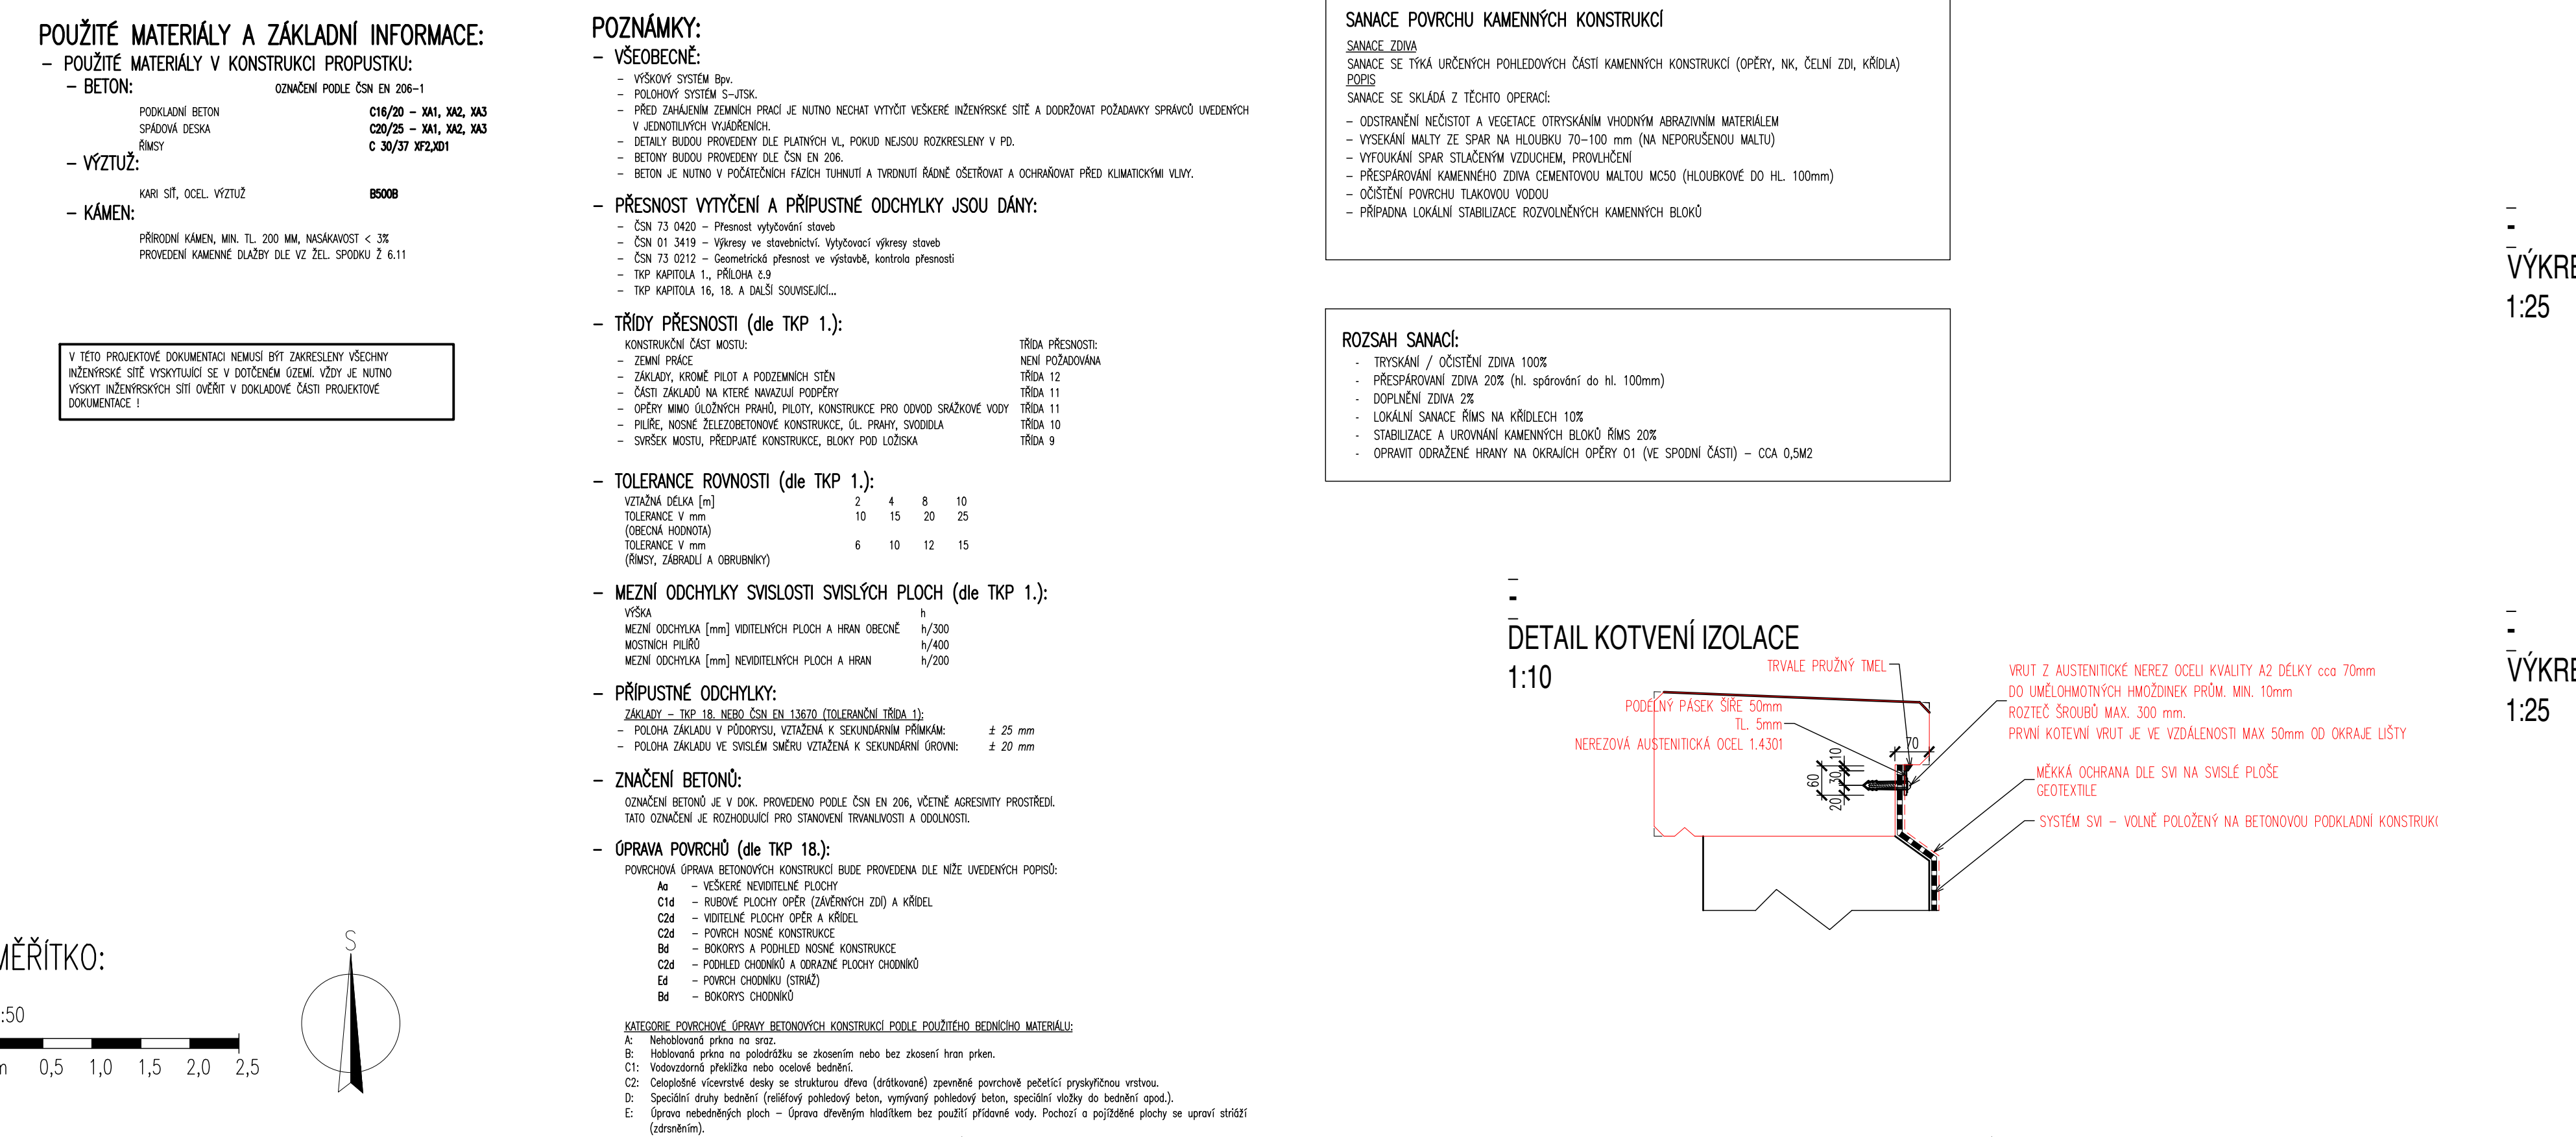 POUŽITÉ MATERIÁLY A ZÁKLADNÍ INFORMACE:
– POUŽITÉ MATERIÁLY V KONSTRUKCI PROPUSTKU:
– BETON: OZNAČENÍ PODLE ČSN EN 206-1
PODKLADNÍ BETON C16/20 – XA1, XA2, XA3
SPÁDOVÁ DESKA C20/25 – XA1, XA2, XA3
ŘÍMSY C 30/37 XF2,XD1
– VÝZTUŽ:
KARI SÍŤ, OCEL. VÝZTUŽ B500B
– KÁMEN:
PŘÍRODNÍ KÁMEN, MIN. TL. 200 MM, NASÁKAVOST < 3%
PROVEDENÍ KAMENNÉ DLAŽBY DLE VZ ŽEL. SPODKU Ž 6.11
V TÉTO PROJEKTOVÉ DOKUMENTACI NEMUSÍ BÝT ZAKRESLENY VŠECHNY
INŽENÝRSKÉ SÍTĚ VYSKYTUJÍCÍ SE V DOTČENÉM ÚZEMÍ. VŽDY JE NUTNO
VÝSKYT INŽENÝRSKÝCH SÍTÍ OVĚŘIT V DOKLADOVÉ ČÁSTI PROJEKTOVÉ
DOKUMENTACE !
MĚŘÍTKO:
:50
0,5 1,0 1,5 2,0 2,5
S
POZNÁMKY:
– VŠEOBECNĚ:
– VÝŠKOVÝ SYSTÉM Bpv.
– POLOHOVÝ SYSTÉM S-JTSK.
– PŘED ZAHÁJENÍM ZEMNÍCH PRACÍ JE NUTNO NECHAT VYTYČIT VEŠKERÉ INŽENÝRSKÉ SÍTĚ A DODRŽOVAT POŽADAVKY SPRÁVCŮ UVEDENÝCH
V JEDNOTILIVÝCH VYJÁDŘENÍCH.
– DETAILY BUDOU PROVEDENY DLE PLATNÝCH VL, POKUD NEJSOU ROZKRESLENY V PD.
– BETONY BUDOU PROVEDENY DLE ČSN EN 206.
– BETON JE NUTNO V POČÁTEČNÍCH FÁZÍCH TUHNUTÍ A TVRDNUTÍ ŘÁDNĚ OŠETŘOVAT A OCHRAŇOVAT PŘED KLIMATICKÝMI VLIVY.
– PŘESNOST VYTYČENÍ A PŘÍPUSTNÉ ODCHYLKY JSOU DÁNY:
– ČSN 73 0420 – Přesnost vytyčování staveb
– ČSN 01 3419 – Výkresy ve stavebnictví. Vytyčovací výkresy staveb
– ČSN 73 0212 – Geometrická přesnost ve výstavbě, kontrola přesnosti
– TKP KAPITOLA 1., PŘÍLOHA č.9
– TKP KAPITOLA 16, 18. A DALŠÍ SOUVISEJÍCÍ...
– TŘÍDY PŘESNOSTI (dle TKP 1.):
KONSTRUKČNÍ ČÁST MOSTU: TŘÍDA PŘESNOSTI:
– ZEMNÍ PRÁCE NENÍ POŽADOVÁNA
– ZÁKLADY, KROMĚ PILOT A PODZEMNÍCH STĚN TŘÍDA 12
– ČÁSTI ZÁKLADŮ NA KTERÉ NAVAZUJÍ PODPĚRY TŘÍDA 11
– OPĚRY MIMO ÚLOŽNÝCH PRAHŮ, PILOTY, KONSTRUKCE PRO ODVOD SRÁŽKOVÉ VODY TŘÍDA 11
– PILÍŘE, NOSNÉ ŽELEZOBETONOVÉ KONSTRUKCE, ÚL. PRAHY, SVODIDLA TŘÍDA 10
– SVRŠEK MOSTU, PŘEDPJATÉ KONSTRUKCE, BLOKY POD LOŽISKA TŘÍDA 9
– TOLERANCE ROVNOSTI (dle TKP 1.):
VZTAŽNÁ DÉLKA [m] 2 4 8 10
TOLERANCE V mm 10 15 20 25
(OBECNÁ HODNOTA)
TOLERANCE V mm 6 10 12 15
(ŘÍMSY, ZÁBRADLÍ A OBRUBNÍKY)
– MEZNÍ ODCHYLKY SVISLOSTI SVISLÝCH PLOCH (dle TKP 1.):
VÝŠKA h
MEZNÍ ODCHYLKA [mm] VIDITELNÝCH PLOCH A HRAN OBECNĚ h/300
MOSTNÍCH PILÍŘŮ h/400
MEZNÍ ODCHYLKA [mm] NEVIDITELNÝCH PLOCH A HRAN h/200
– PŘÍPUSTNÉ ODCHYLKY:
ZÁKLADY – TKP 18. NEBO ČSN EN 13670 (TOLERANČNÍ TŘÍDA 1):
– POLOHA ZÁKLADU V PŮDORYSU, VZTAŽENÁ K SEKUNDÁRNÍM PŘÍMKÁM: ± 25 mm
– POLOHA ZÁKLADU VE SVISLÉM SMĚRU VZTAŽENÁ K SEKUNDÁRNÍ ÚROVNI: ± 20 mm
– ZNAČENÍ BETONŮ:
OZNAČENÍ BETONŮ JE V DOK. PROVEDENO PODLE ČSN EN 206, VČETNĚ AGRESIVITY PROSTŘEDÍ.
TATO OZNAČENÍ JE ROZHODUJÍCÍ PRO STANOVENÍ TRVANLIVOSTI A ODOLNOSTI.
– ÚPRAVA POVRCHŮ (dle TKP 18.):
POVRCHOVÁ ÚPRAVA BETONOVÝCH KONSTRUKCÍ BUDE PROVEDENA DLE NÍŽE UVEDENÝCH POPISŮ:
Aa – VEŠKERÉ NEVIDITELNÉ PLOCHY
C1d – RUBOVÉ PLOCHY OPĚR (ZÁVĚRNÝCH ZDÍ) A KŘÍDEL
C2d – VIDITELNÉ PLOCHY OPĚR A KŘÍDEL
C2d – POVRCH NOSNÉ KONSTRUKCE
Bd – BOKORYS A PODHLED NOSNÉ KONSTRUKCE
C2d – PODHLED CHODNÍKŮ A ODRAZNÉ PLOCHY CHODNÍKŮ
Ed – POVRCH CHODNÍKU (STRIÁŽ)
Bd – BOKORYS CHODNÍKŮ
KATEGORIE POVRCHOVÉ ÚPRAVY BETONOVÝCH KONSTRUKCÍ PODLE POUŽITÉHO BEDNÍCÍHO MATERIÁLU:
A: Nehoblovaná prkna na sraz.
B: Hoblovaná prkna na polodrážku se zkosením nebo bez zkosení hran prken.
C1: Vodovzdorná překližka nebo ocelové bednění.
C2: Celoplošné vícevrstvé desky se strukturou dřeva (drátkované) zpevněné povrchově pečetící pryskyřičnou vrstvou.
D: Speciální druhy bednění (reliéfový pohledový beton, vymývaný pohledový beton, speciální vložky do bednění apod.).
E: Úprava nebedněných ploch – Úprava dřevěným hladítkem bez použití přídavné vody. Pochozí a pojížděné plochy se upraví striáží
(zdrsněním).
SANACE POVRCHU KAMENNÝCH KONSTRUKCÍ
SANACE ZDIVA
SANACE SE TÝKÁ URČENÝCH POHLEDOVÝCH ČÁSTÍ KAMENNÝCH KONSTRUKCÍ (OPĚRY, NK, ČELNÍ ZDI, KŘÍDLA)
POPIS
SANACE SE SKLÁDÁ Z TĚCHTO OPERACÍ:
– ODSTRANĚNÍ NEČISTOT A VEGETACE OTRYSKÁNÍM VHODNÝM ABRAZIVNÍM MATERIÁLEM
– VYSEKÁNÍ MALTY ZE SPAR NA HLOUBKU 70–100 mm (NA NEPORUŠENOU MALTU)
– VYFOUKÁNÍ SPAR STLAČENÝM VZDUCHEM, PROVLHČENÍ
– PŘESPÁROVÁNÍ KAMENNÉHO ZDIVA CEMENTOVOU MALTOU MC50 (HLOUBKOVÉ DO HL. 100mm)
– OČIŠTĚNÍ POVRCHU TLAKOVOU VODOU
– PŘÍPADNA LOKÁLNÍ STABILIZACE ROZVOLNĚNÝCH KAMENNÝCH BLOKŮ
ROZSAH SANACÍ:
- TRYSKÁNÍ / OČISTĚNÍ ZDIVA 100%
- PŘESPÁROVANÍ ZDIVA 20% (hl. spárování do hl. 100mm)
- DOPLNĚNÍ ZDIVA 2%
- LOKÁLNÍ SANACE ŘÍMS NA KŘÍDLECH 10%
- STABILIZACE A UROVNÁNÍ KAMENNÝCH BLOKŮ ŘÍMS 20%
- OPRAVIT ODRAŽENÉ HRANY NA OKRAJÍCH OPĚRY O1 (VE SPODNÍ ČÁSTI) – CCA 0,5M2
DETAIL KOTVENÍ IZOLACE
1:10
TRVALE PRUŽNÝ TMEL
PODÉLNÝ PÁSEK ŠÍŘE 50mm
TL. 5mm
NEREZOVÁ AUSTENITICKÁ OCEL 1.4301
70
60
10
30
20
VRUT Z AUSTENITICKÉ NEREZ OCELI KVALITY A2 DÉLKY cca 70mm
DO UMĚLOHMOTNÝCH HMOŽDINEK PRŮM. MIN. 10mm
ROZTEČ ŠROUBŮ MAX. 300 mm.
PRVNÍ KOTEVNÍ VRUT JE VE VZDÁLENOSTI MAX 50mm OD OKRAJE LIŠTY
MĚKKÁ OCHRANA DLE SVI NA SVISLÉ PLOŠE
GEOTEXTILE
SYSTÉM SVI – VOLNĚ POLOŽENÝ NA BETONOVOU PODKLADNÍ KONSTRUK
VÝKRE
1:25
VÝKRE
1:25